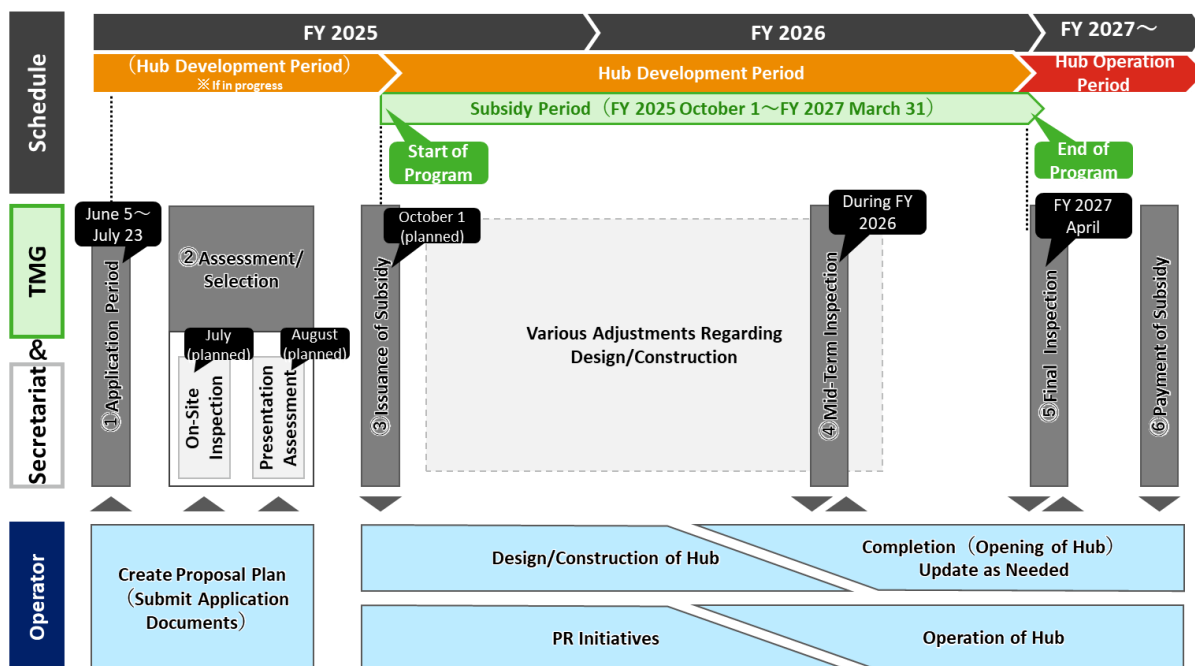 Schedule
FY 2025
FY 2026
FY 2027～
（Hub Development Period）
※ If in progress
Hub Development Period
Hub Operation
Period
Subsidy Period（FY 2025 October 1～FY 2027 March 31）
Start of
Program
End of
Program
TMG
&
Secretariat
June 5～
July 23
①Application Period
②Assessment/
Selection
July
(planned)
On-Site
Inspection
August
(planned)
Presentation
Assessment
October 1
(planned)
③Issuance of Subsidy
Various Adjustments Regarding
Design/Construction
During FY
2026
④Mid-Term Inspection
FY 2027
April
⑤Final Inspection
⑥Payment of Subsidy
Operator
Create Proposal Plan
（Submit Application
Documents）
Design/Construction of Hub
Completion（Opening of Hub）
Update as Needed
PR Initiatives
Operation of Hub